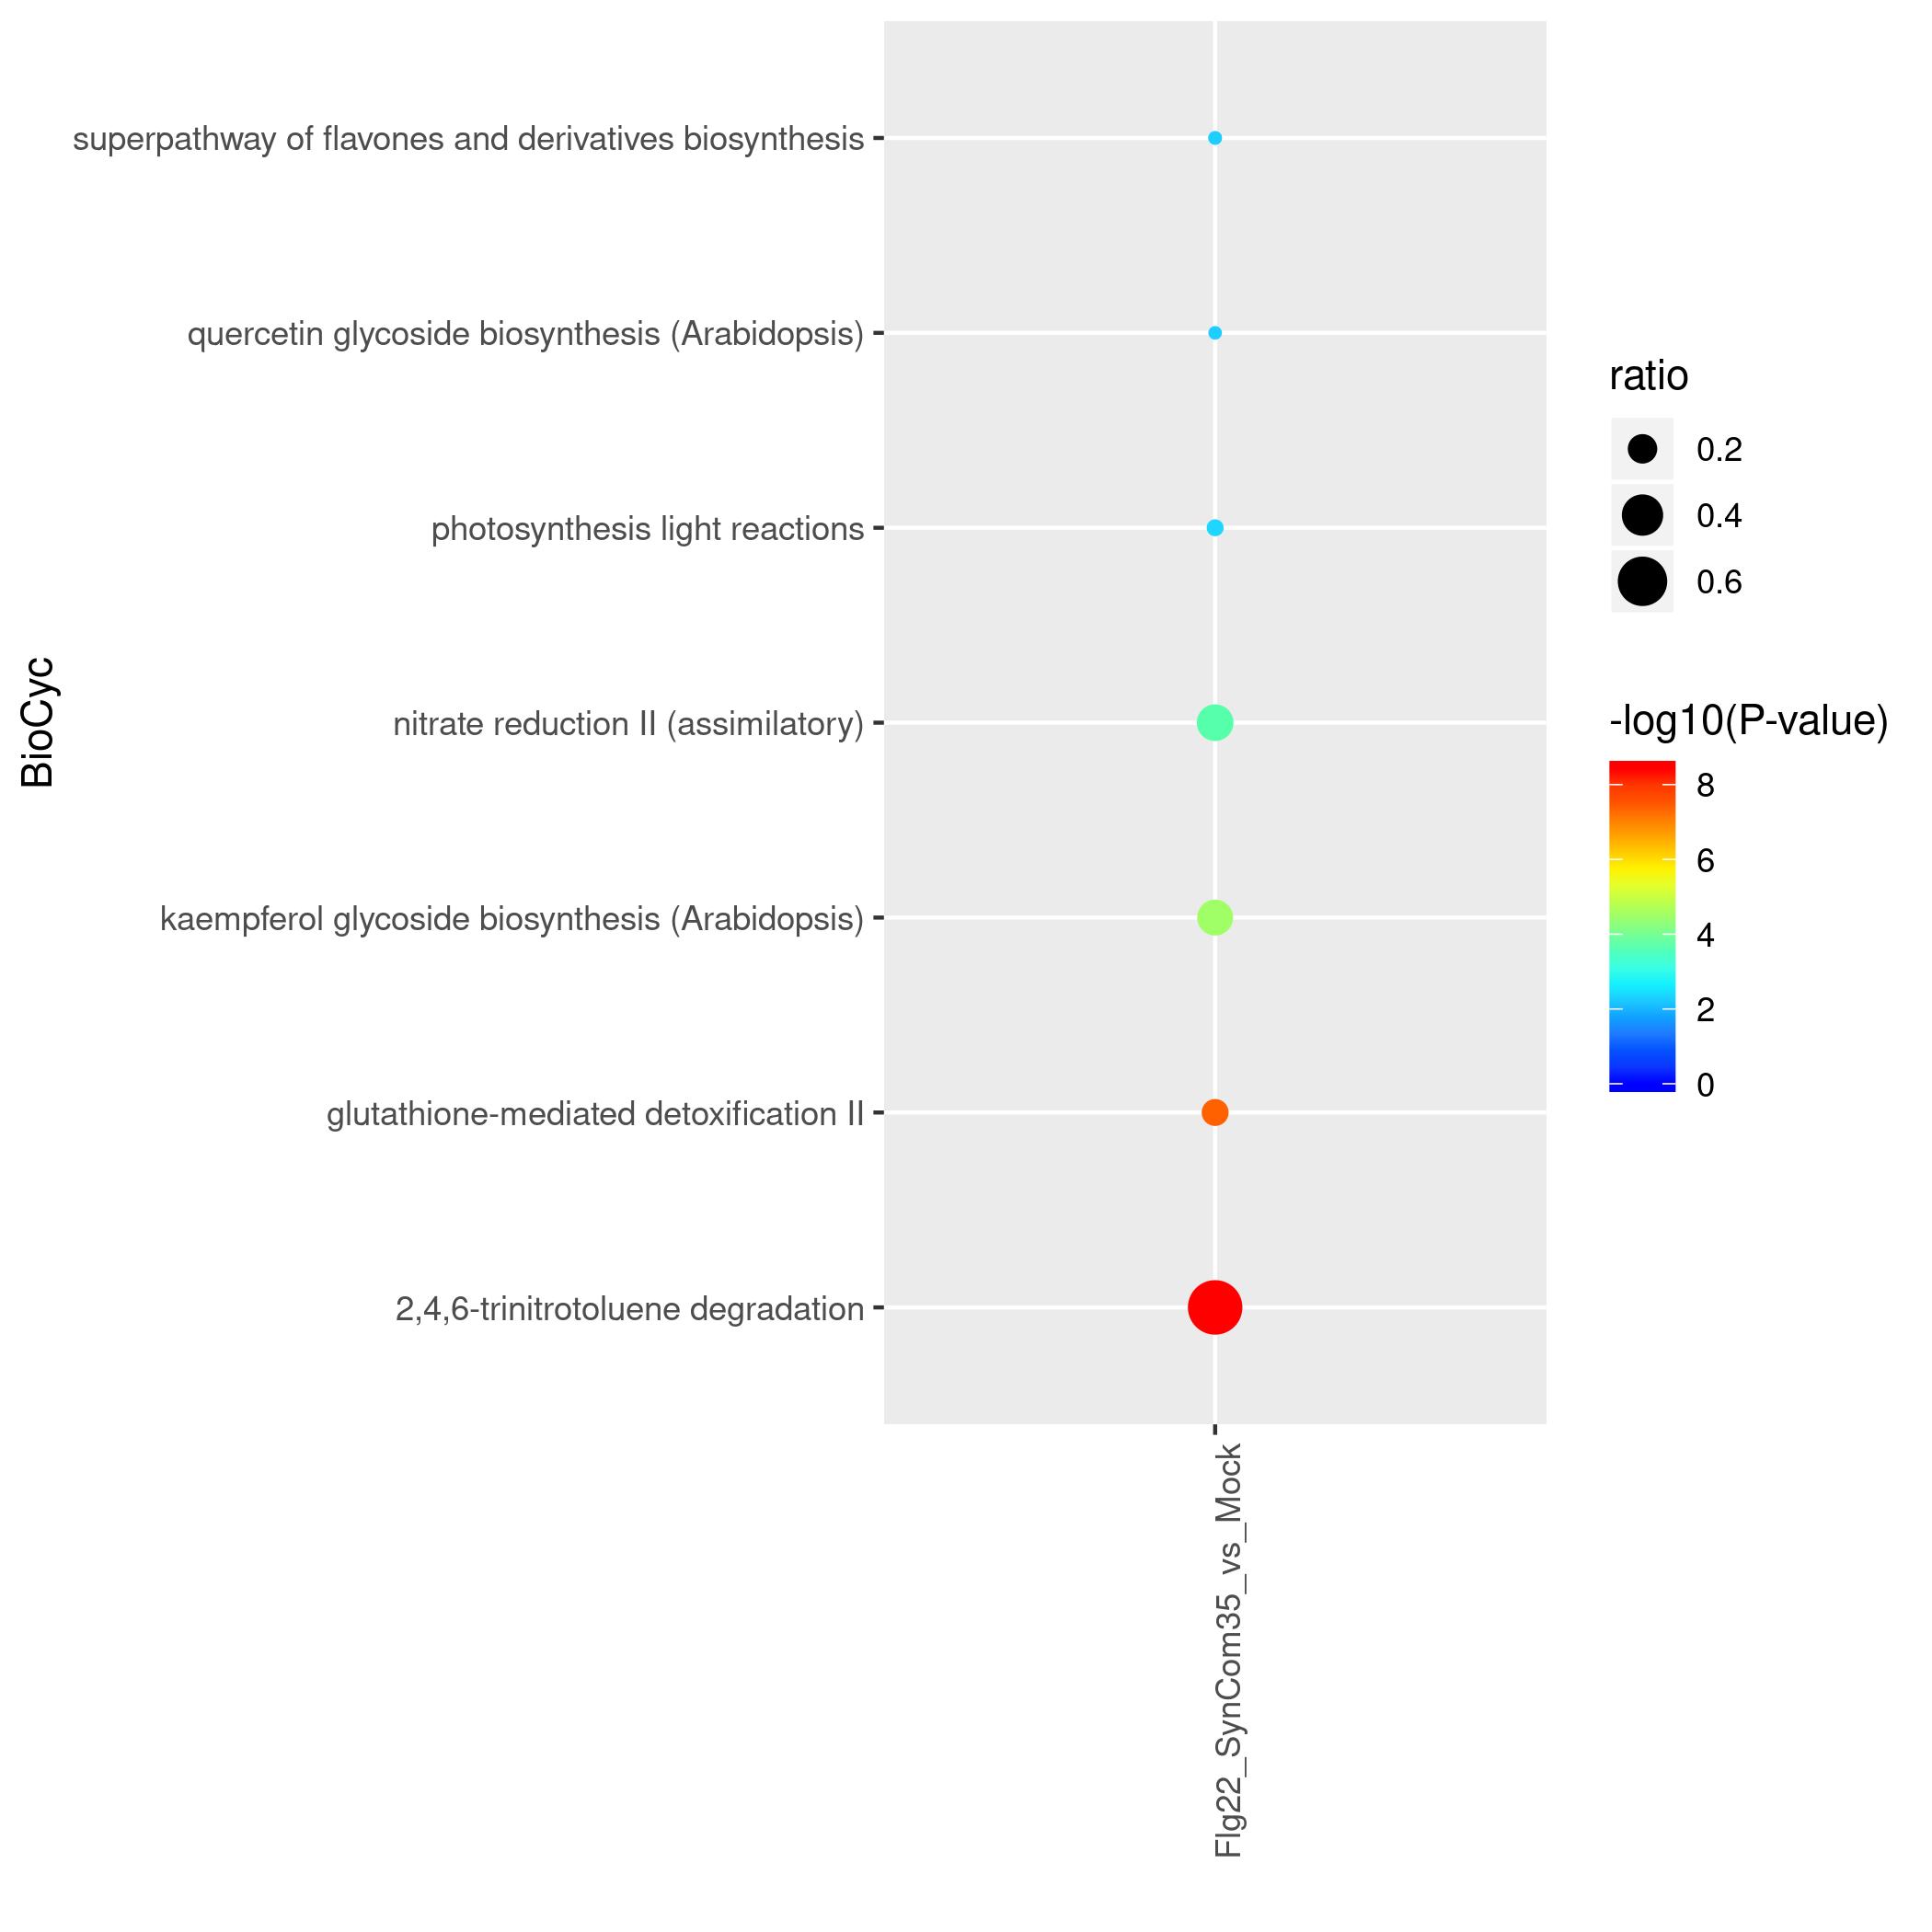 superpathway of flavones and derivatives biosynthesis
quercetin glycoside biosynthesis (Arabidopsis)
photosynthesis light reactions
nitrate reduction II (assimilatory)
kaempferol glycoside biosynthesis (Arabidopsis)
glutathione-mediated detoxification II
2,4,6-trinitrotoluene degradation
BioCyc
Flg22_SynCom35_vs_Mock
ratio
0.2
0.4
0.6
-log10(P-value)
8
6
4
2
0